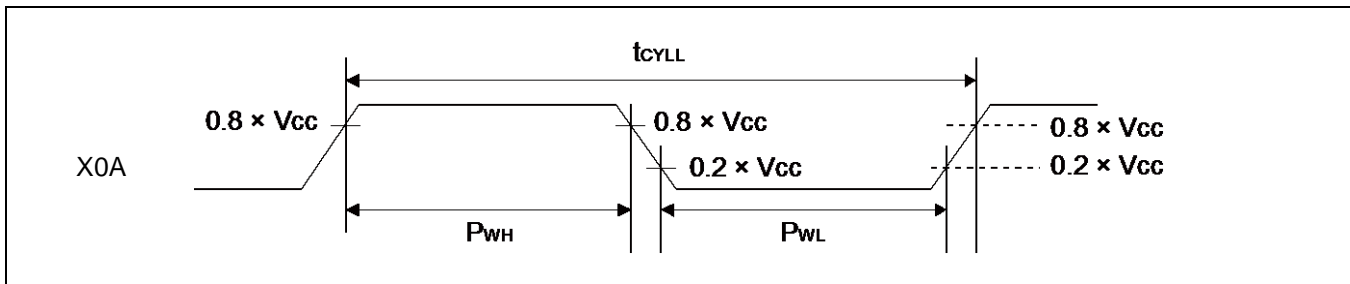 tCYLL
0.8 × Vcc
0.8 × Vcc
0.8 × Vcc
X0A
0.2 × Vcc
0.2 × Vcc
PWH
PWL